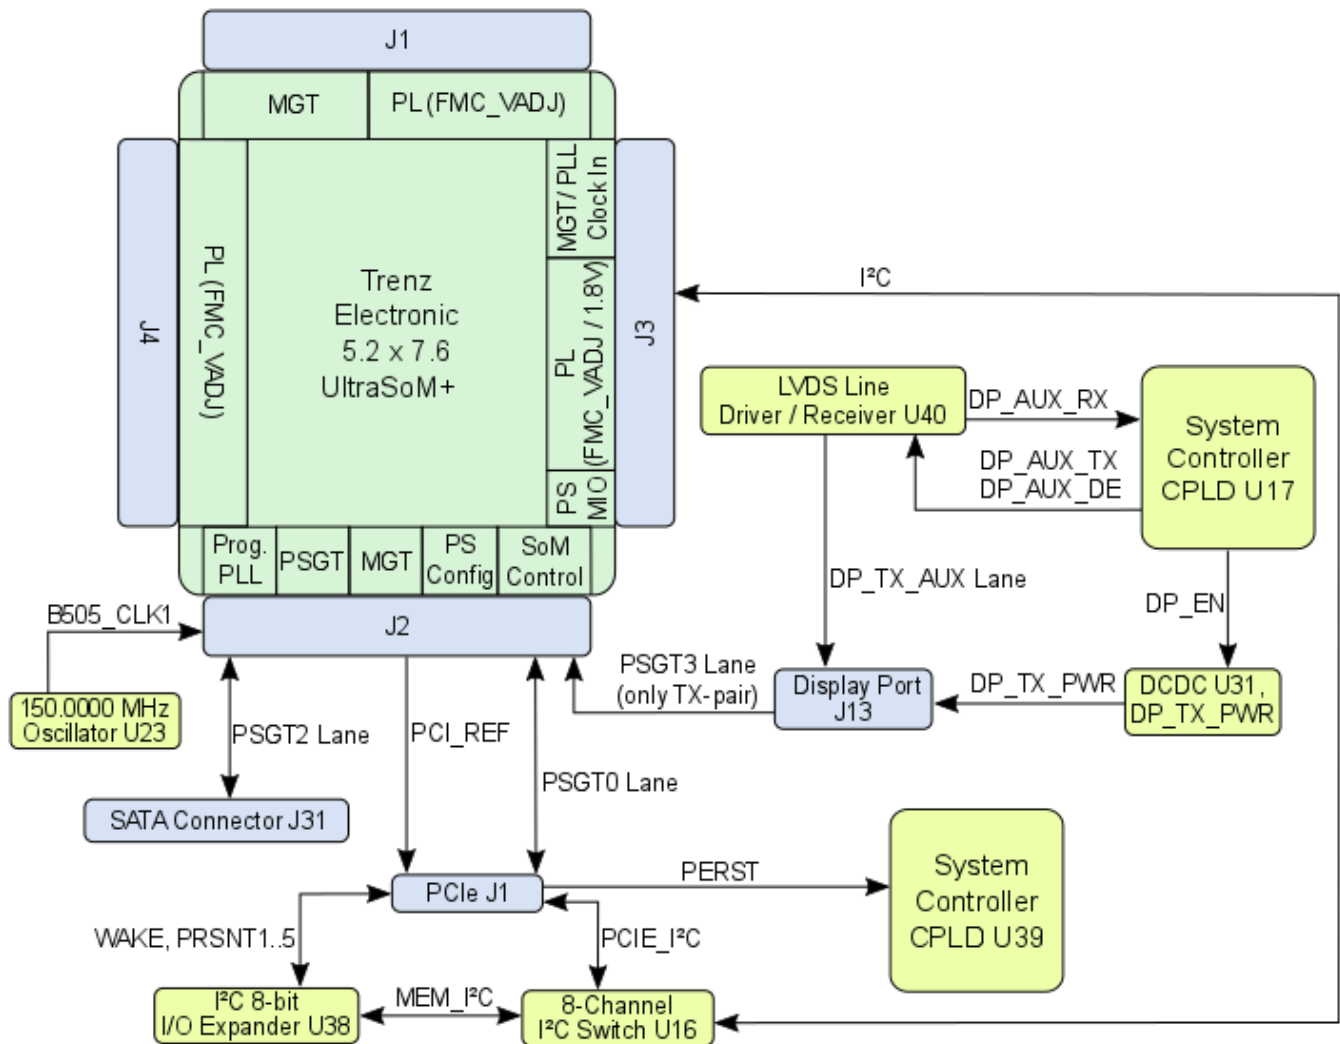 J1
MGT
PL (FMC_VADJ)
MGT / PLL
Clock In
PL (FMC_VADJ)
Trenz
Electronic
5.2 x 7.6
UltraSoM+
PL
(FMC_VADJ / 1.8V)
J4
J3
I²C
PS
MIO
LVDS Line
Driver / Receiver U40
DP_AUX_RX
DP_AUX_TX
DP_AUX_DE
System
Controller
CPLD U17
Prog.
PLL
PSGT
MGT
PS
Config
SoM
Control
DP_TX_AUX Lane
DP_EN
B505_CLK1
J2
PSGT3 Lane
(only TX-pair)
Display Port
J13
DP_TX_PWR
DCDC U31,
DP_TX_PWR
150.0000 MHz
Oscillator U23
PSGT2 Lane
PCI_REF
PSGT0 Lane
SATA Connector J31
PCIe J1
PERST
System
Controller
CPLD U39
WAKE, PRSNT1..5
PCIE_I²C
I²C 8-bit
I/O Expander U38
MEM_I²C
8-Channel
I²C Switch U16